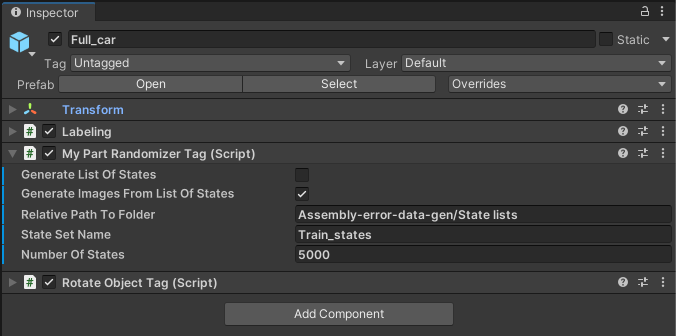 Inspector
Full_car
Static
Tag Untagged Layer Default
Prefab Open Select Overrides
Transform
# Labeling
# My Part Randomizer Tag (Script)
Generate List Of States
Generate Images From List Of States
Relative Path To Folder Assembly-error-data-gen/State lists
State Set Name Train_states
Number Of States 5000
# Rotate Object Tag (Script)
Add Component